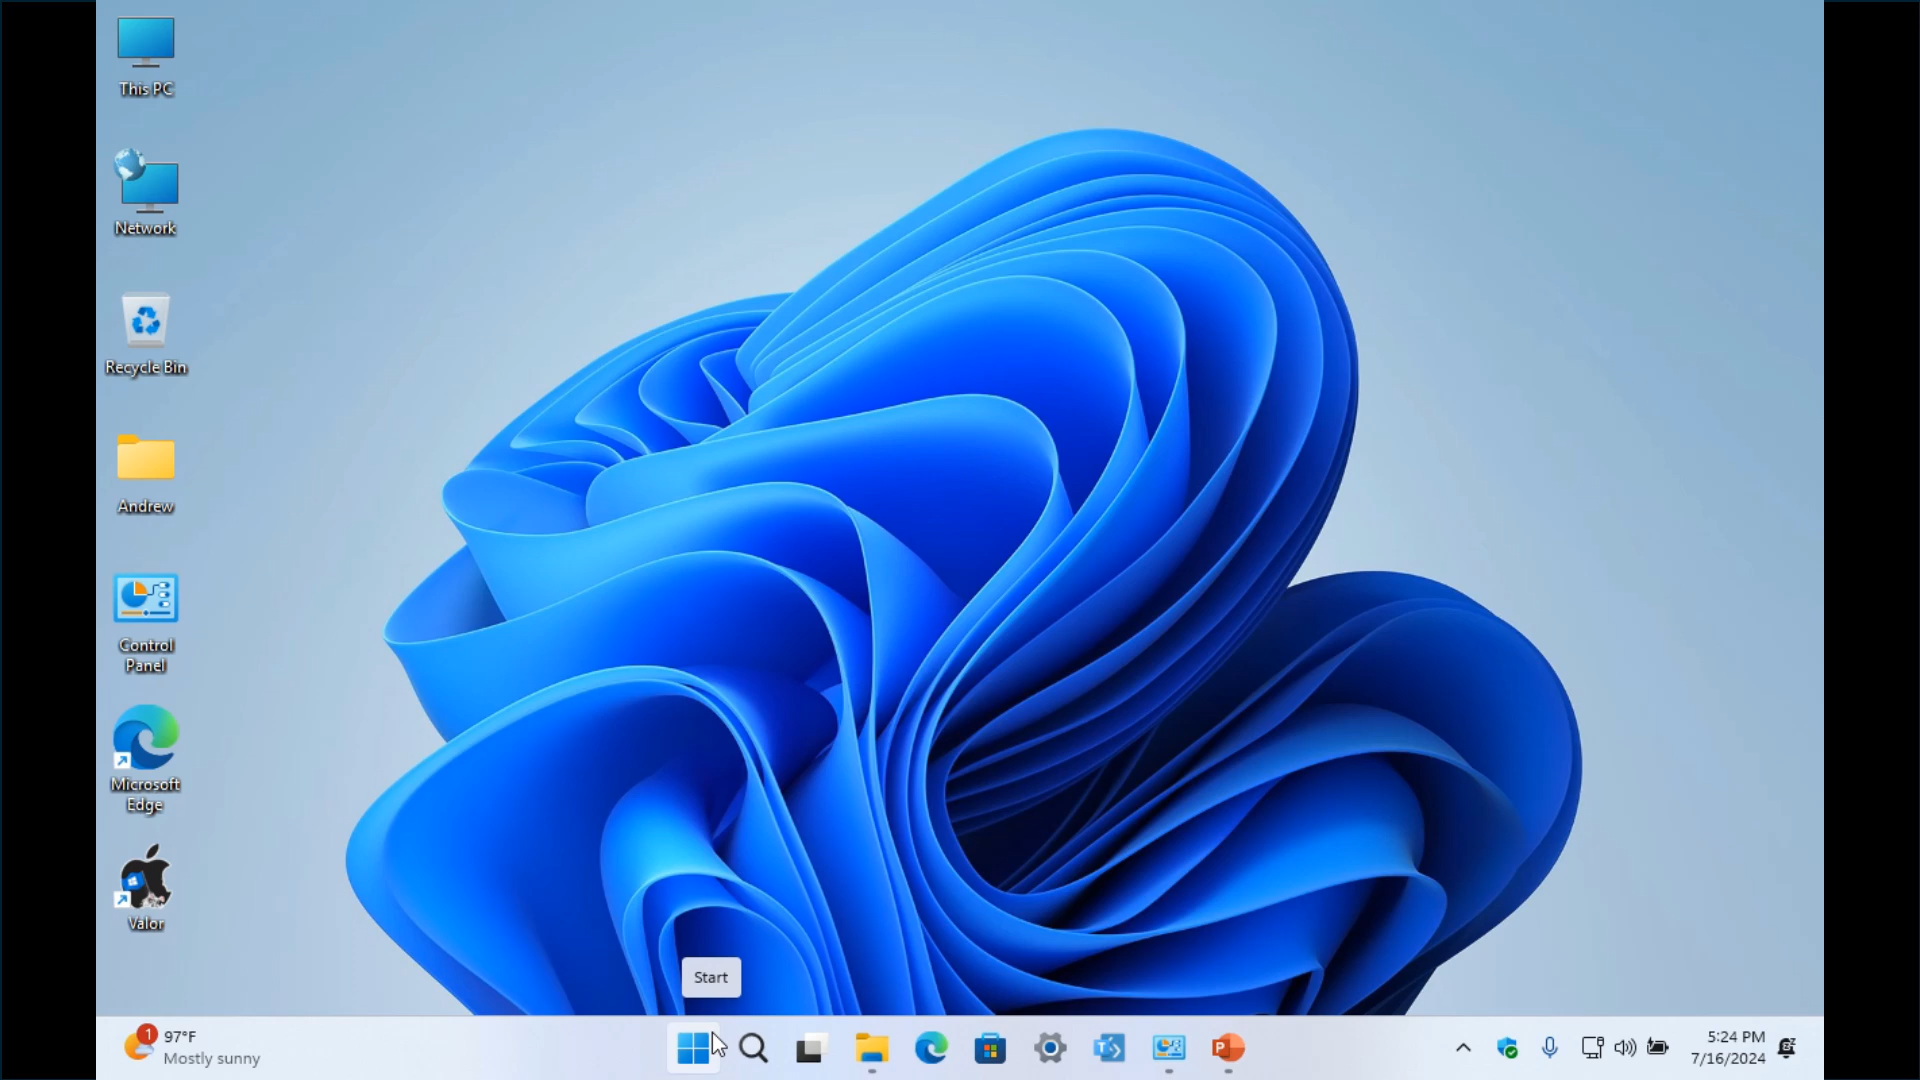 This PC
Network
Recycle Bin
Andrew
Control
Panel
Microsoft
Edge
Valor
Start
1
97°F
Mostly sunny
T
P
5:24 PM
7/16/2024